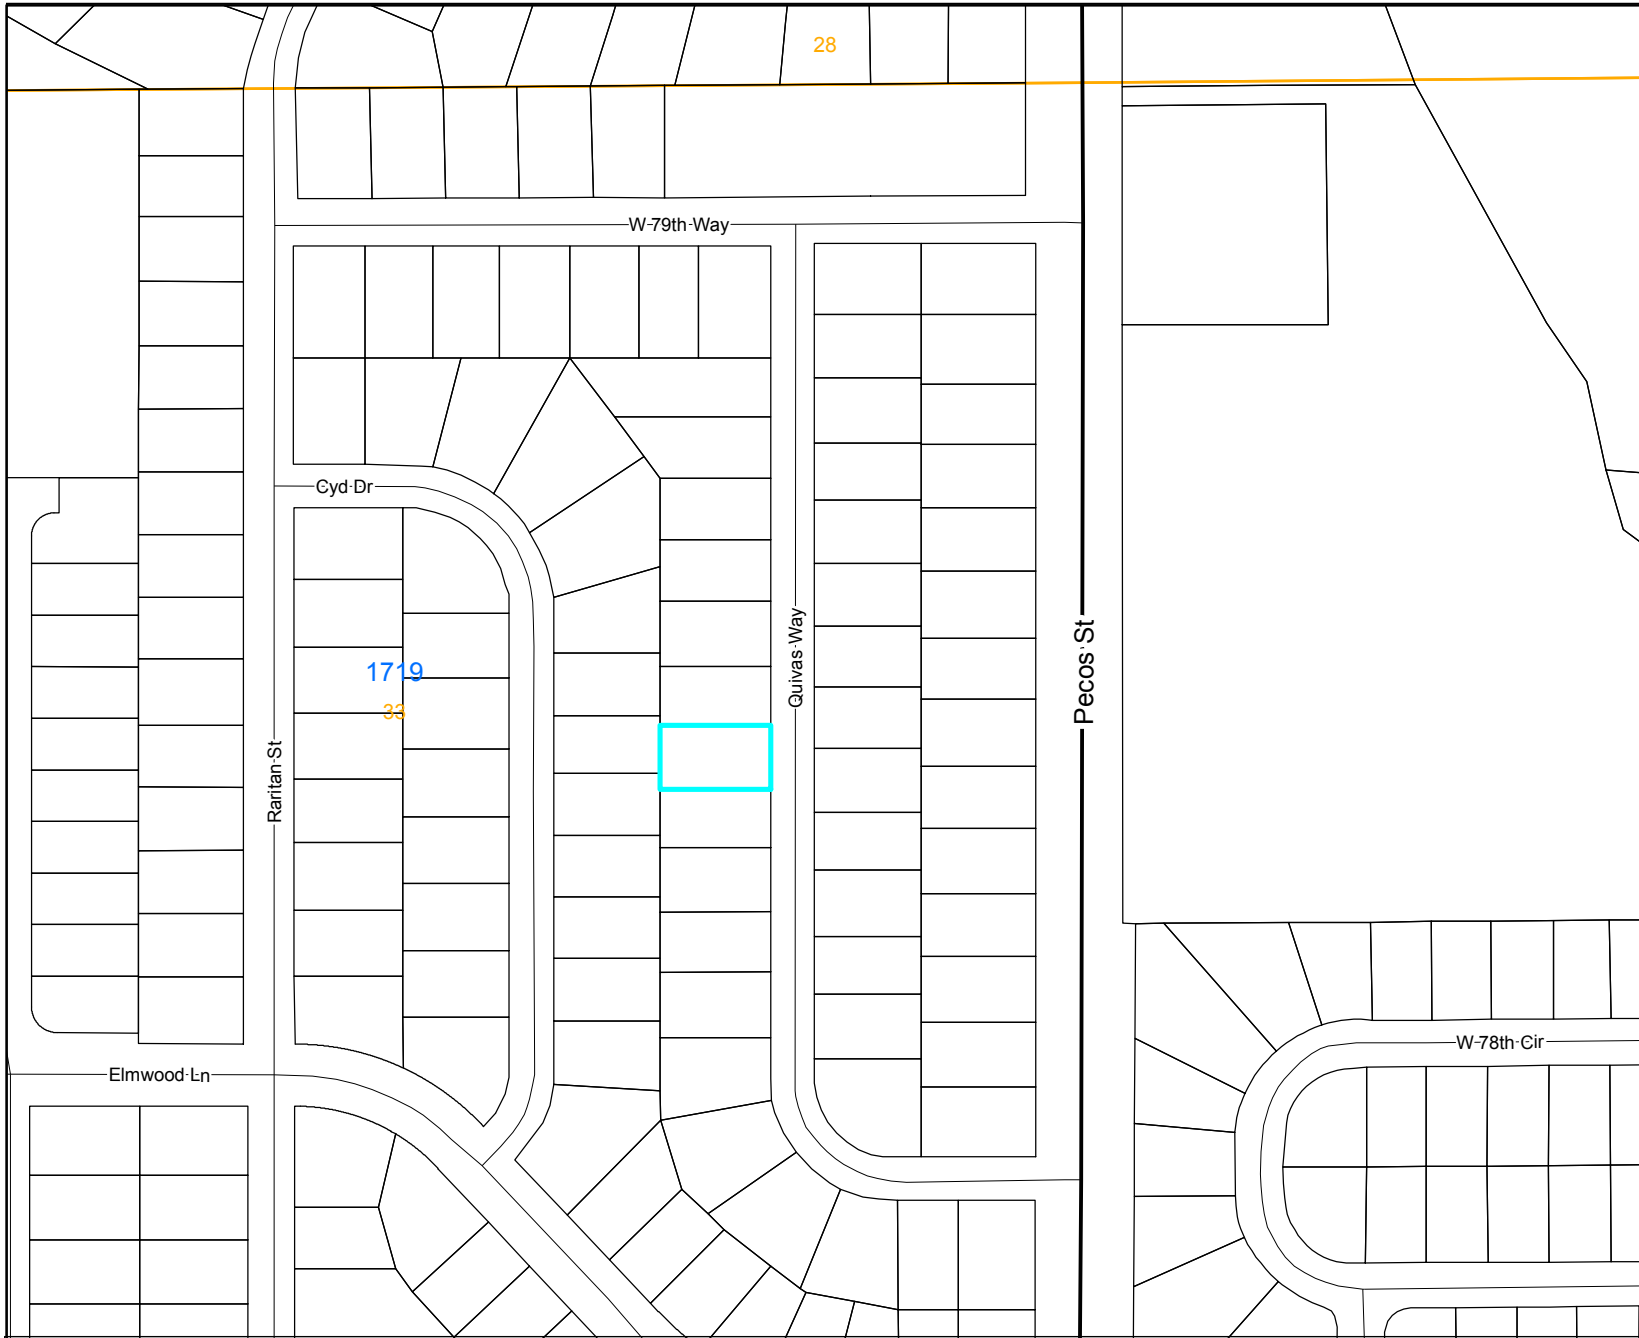 28
W 79th Way
Cyd Dr
Quivas Way
Pecos St
1719
33
Raritan St
W 78th Cir
Elmwood Ln